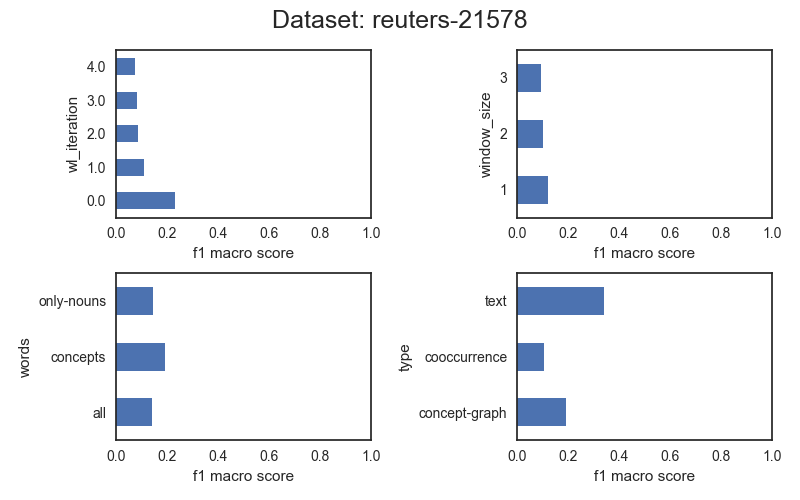 Dataset: reuters-21578
wl_iteration
4.0
3.0
2.0
1.0
0.0
0.0 0.2 0.4 0.6 0.8 1.0
f1 macro score
window_size
3
2
1
0.0 0.2 0.4 0.6 0.8 1.0
f1 macro score
words
only-nouns
concepts
all
0.0 0.2 0.4 0.6 0.8 1.0
f1 macro score
type
text
cooccurrence
concept-graph
0.0 0.2 0.4 0.6 0.8 1.0
f1 macro score